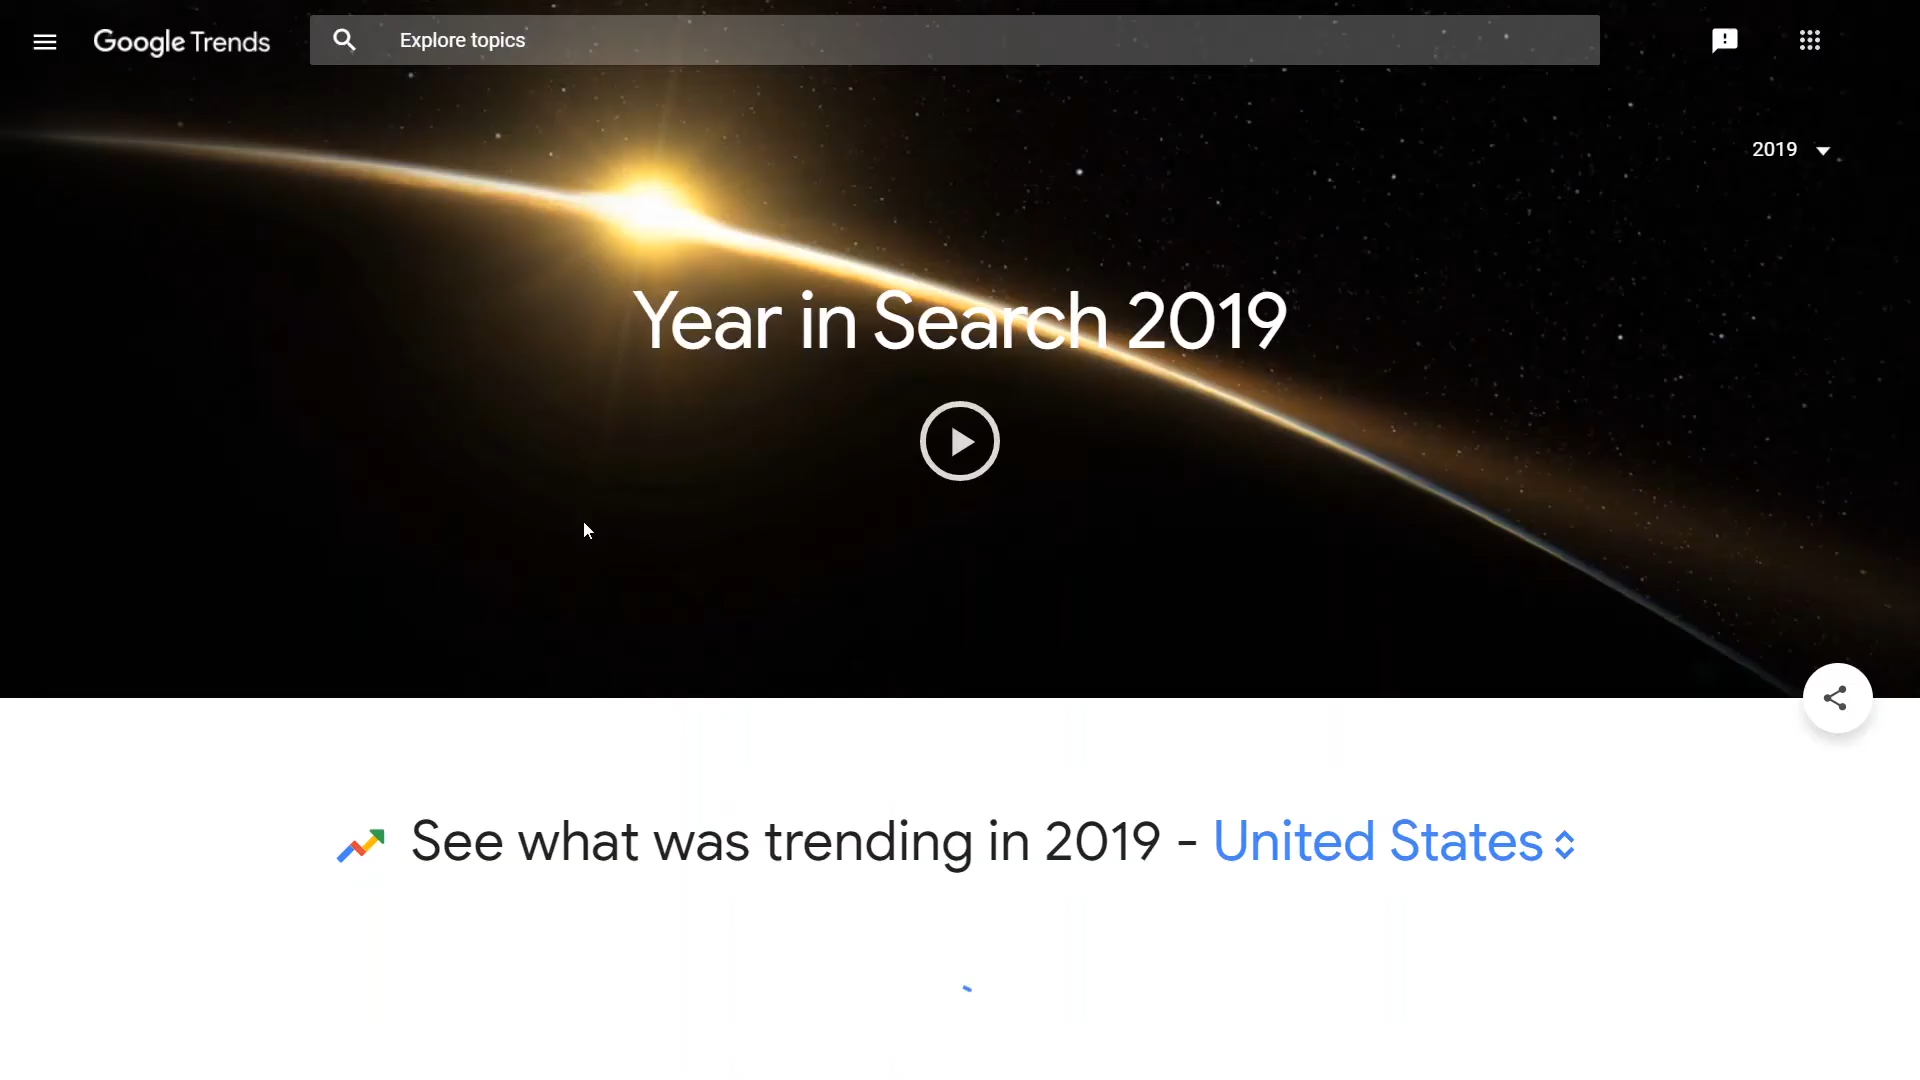 Google Trends
Explore topics
2019
Year in Search 2019
See what was trending in 2019 - United States